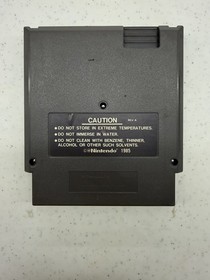 CAUTION
REV-A
● DO NOT STORE IN EXTREME TEMPERATURES.
● DO NOT IMMERSE IN WATER.
● DO NOT CLEAN WITH BENZENE, THINNER,
ALCOHOL OR OTHER SUCH SOLVENTS.
©Nintendo 1985